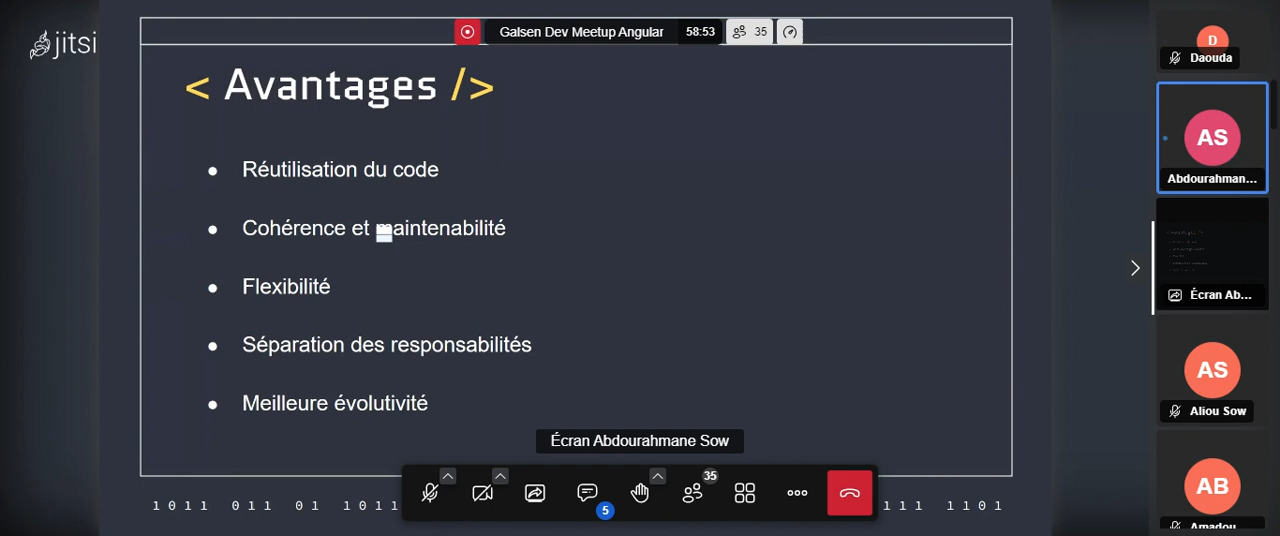 jitsi
Galsen Dev Meetup Angular 58:53 35
< Avantages />
Réutilisation du code
Cohérence et maintenabilité
Flexibilité
Séparation des responsabilités
Meilleure évolutivité
Écran Abdourahmane Sow
35
5
1011 011 01 1011
111 1101
D
Daouda
AS
Abdourahman...
Écran Ab...
AS
Aliou Sow
AB
Amadou